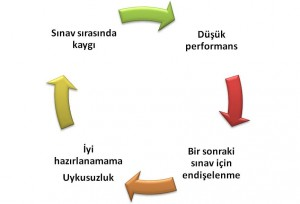 Sınav sırasında
kaygı
Düşük
performans
Bir sonraki
sınav için
endişelenme
İyi
hazırlanamama
Uykusuzluk